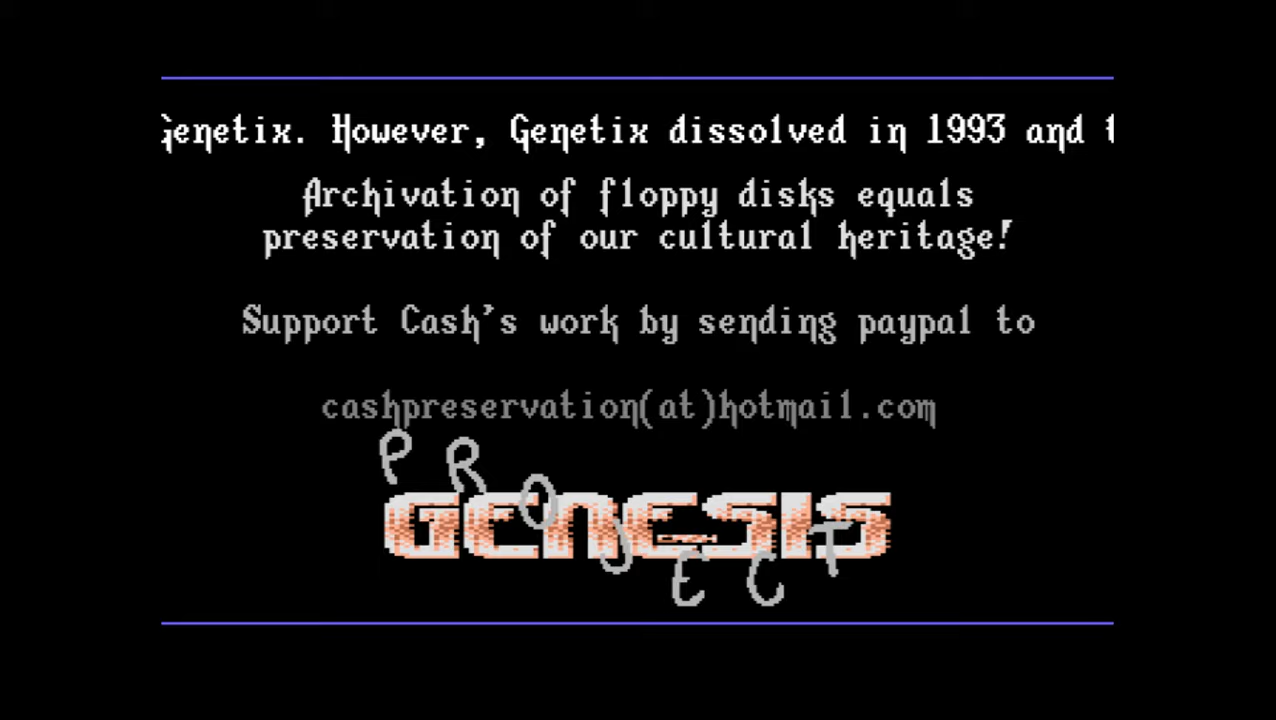 Genetix. However, Genetix dissolved in 1993 and t
Archivation of floppy disks equals
preservation of our cultural heritage!
Support Cash's work by sending paypal to
cashpreservation(at)hotmail.com
PROJECT
GENESIS